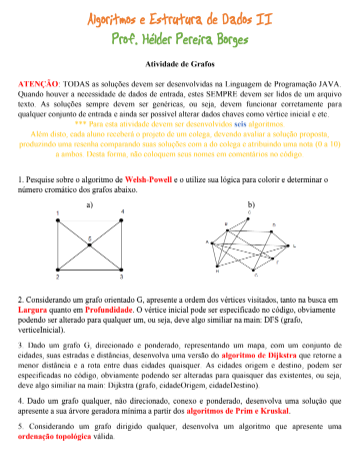 Algoritmos e Estrutura de Dados II
Prof. Hélder Pereira Borges
Atividade de Grafos
ATENÇÃO: TODAS as soluções devem ser desenvolvidas na Linguagem de Programação JAVA.
Quando houver a necessidade de dados de entrada, estes SEMPRE devem ser lidos de um arquivo
texto. As soluções sempre devem ser genéricas, ou seja, devem funcionar corretamente para
qualquer conjunto de entrada e ainda ser possível alterar dados chaves como vértice inicial e etc.
*** Para esta atividade devem ser desenvolvidos seis algoritmos.
Além disto, cada aluno receberá o projeto de um colega, devendo avaliar a solução proposta,
produzindo uma resenha comparando suas soluções com a do colega e atribuindo uma nota (0 a 10)
a ambos. Desta forma, não coloquem seus nomes em comentários no código.
1. Pesquise sobre o algoritmo de Welsh-Powell e o utilize sua lógica para colorir e determinar o
número cromático dos grafos abaixo.
a) b)
1 4
5
2 3
2. Considerando um grafo orientado G, apresente a ordem dos vértices visitados, tanto na busca em
Largura quanto em Profundidade. O vértice inicial pode ser especificado no código, obviamente
podendo ser alterado para qualquer um, ou seja, deve algo similiar na main: DFS (grafo,
verticeInicial).
3. Dado um grafo G, direcionado e ponderado, representando um mapa, com um conjunto de
cidades, suas estradas e distâncias, desenvolva uma versão do algoritmo de Dijkstra que retorne a
menor distância e a rota entre duas cidades quaisquer. As cidades origem e destino, podem ser
especificadas no código, obviamente podendo ser alteradas para quaisquer das existentes, ou seja,
deve algo similiar na main: Dijkstra (grafo, cidadeOrigem, cidadeDestino).
4. Dado um grafo qualquer, não direcionado, conexo e ponderado, desenvolva uma solução que
apresente a sua árvore geradora mínima a partir dos algoritmos de Prim e Kruskal.
5. Considerando um grafo dirigido qualquer, desenvolva um algoritmo que apresente uma
ordenação topológica válida.